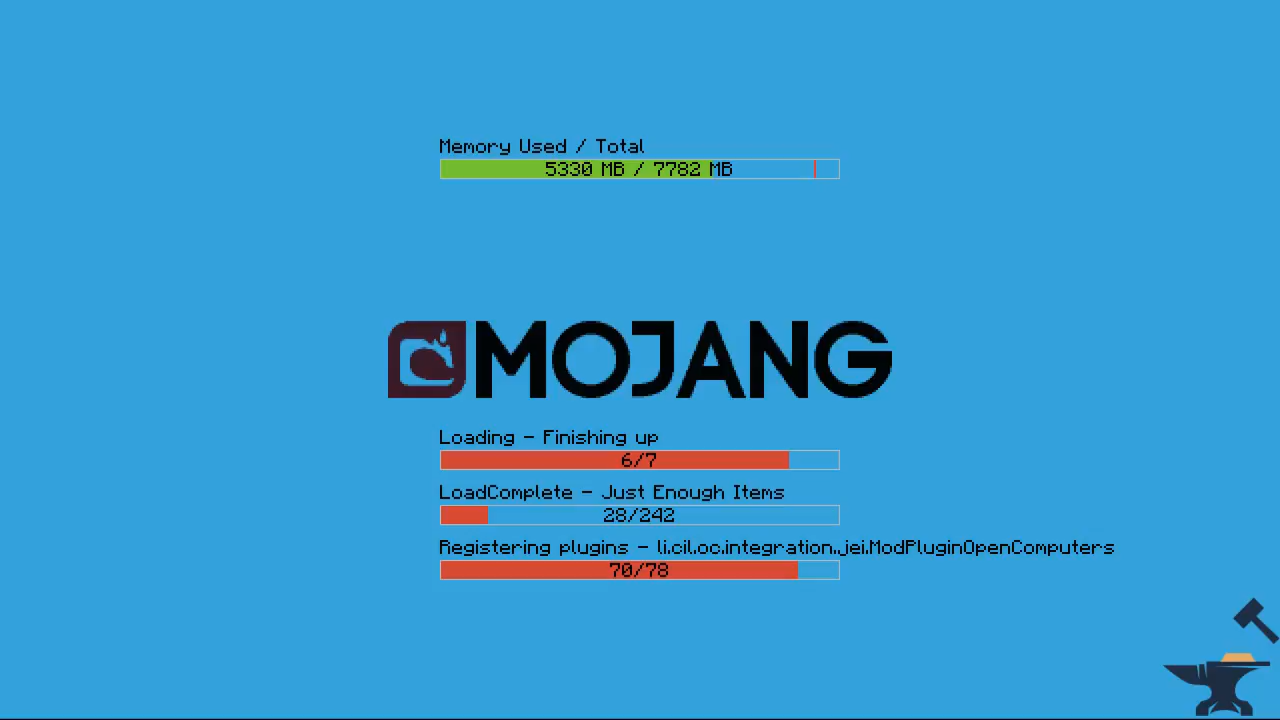 Memory Used / Total
5330 MB / 7782 MB
MOJANG
Loading - Finishing up
6/7
LoadComplete - Just Enough Items
28/242
Registering plugins - li.cil.oc.integration.jei.ModPluginOpenComputers
70/78